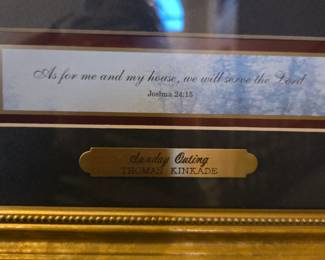 As for me and my house, we will serve the Lord
Joshua 24:15
Sunday Outing
THOMAS KINKADE